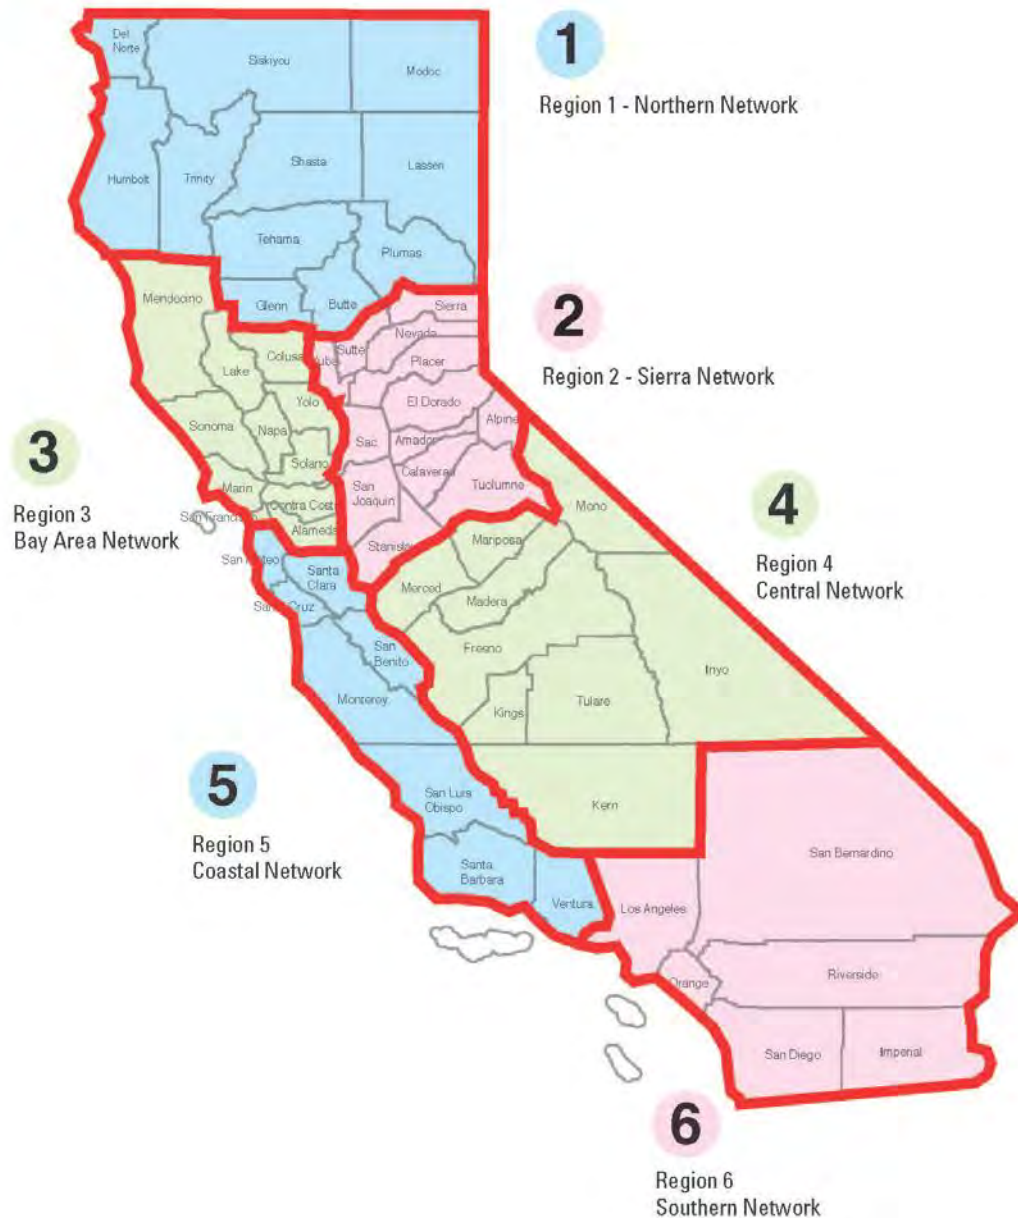 Del
Norte
Siskiyou
Modoc
1
Region 1 - Northern Network
Humbolt
Trinity
Shasta
Lassen
Tehama
Plumas
Glenn
Butte
Mendocino
Sierra
2
Region 2 - Sierra Network
Nevada
Sutte
Colusa
Lake
Placer
Yolo
El Dorado
Alpine
Sonoma
Napa
Sac
Amador
3
Region 3
Bay Area Network
Solano
Calaveras
Tuolumne
Marin
San
Joaquin
Contra Cost
San Francisco
Alameda
Mono
4
Region 4
Central Network
Stanislau
Mariposa
San Mateo
Santa
Clara
Merced
Madera
Santa Cruz
San
Benito
Fresno
Inyo
Monterey
Kings
Tulare
5
Region 5
Coastal Network
San Luis
Obispo
Kern
San Bernardino
Santa
Barbara
Ventura
Los Angeles
Orange
Riverside
San Diego
Imperial
6
Region 6
Southern Network